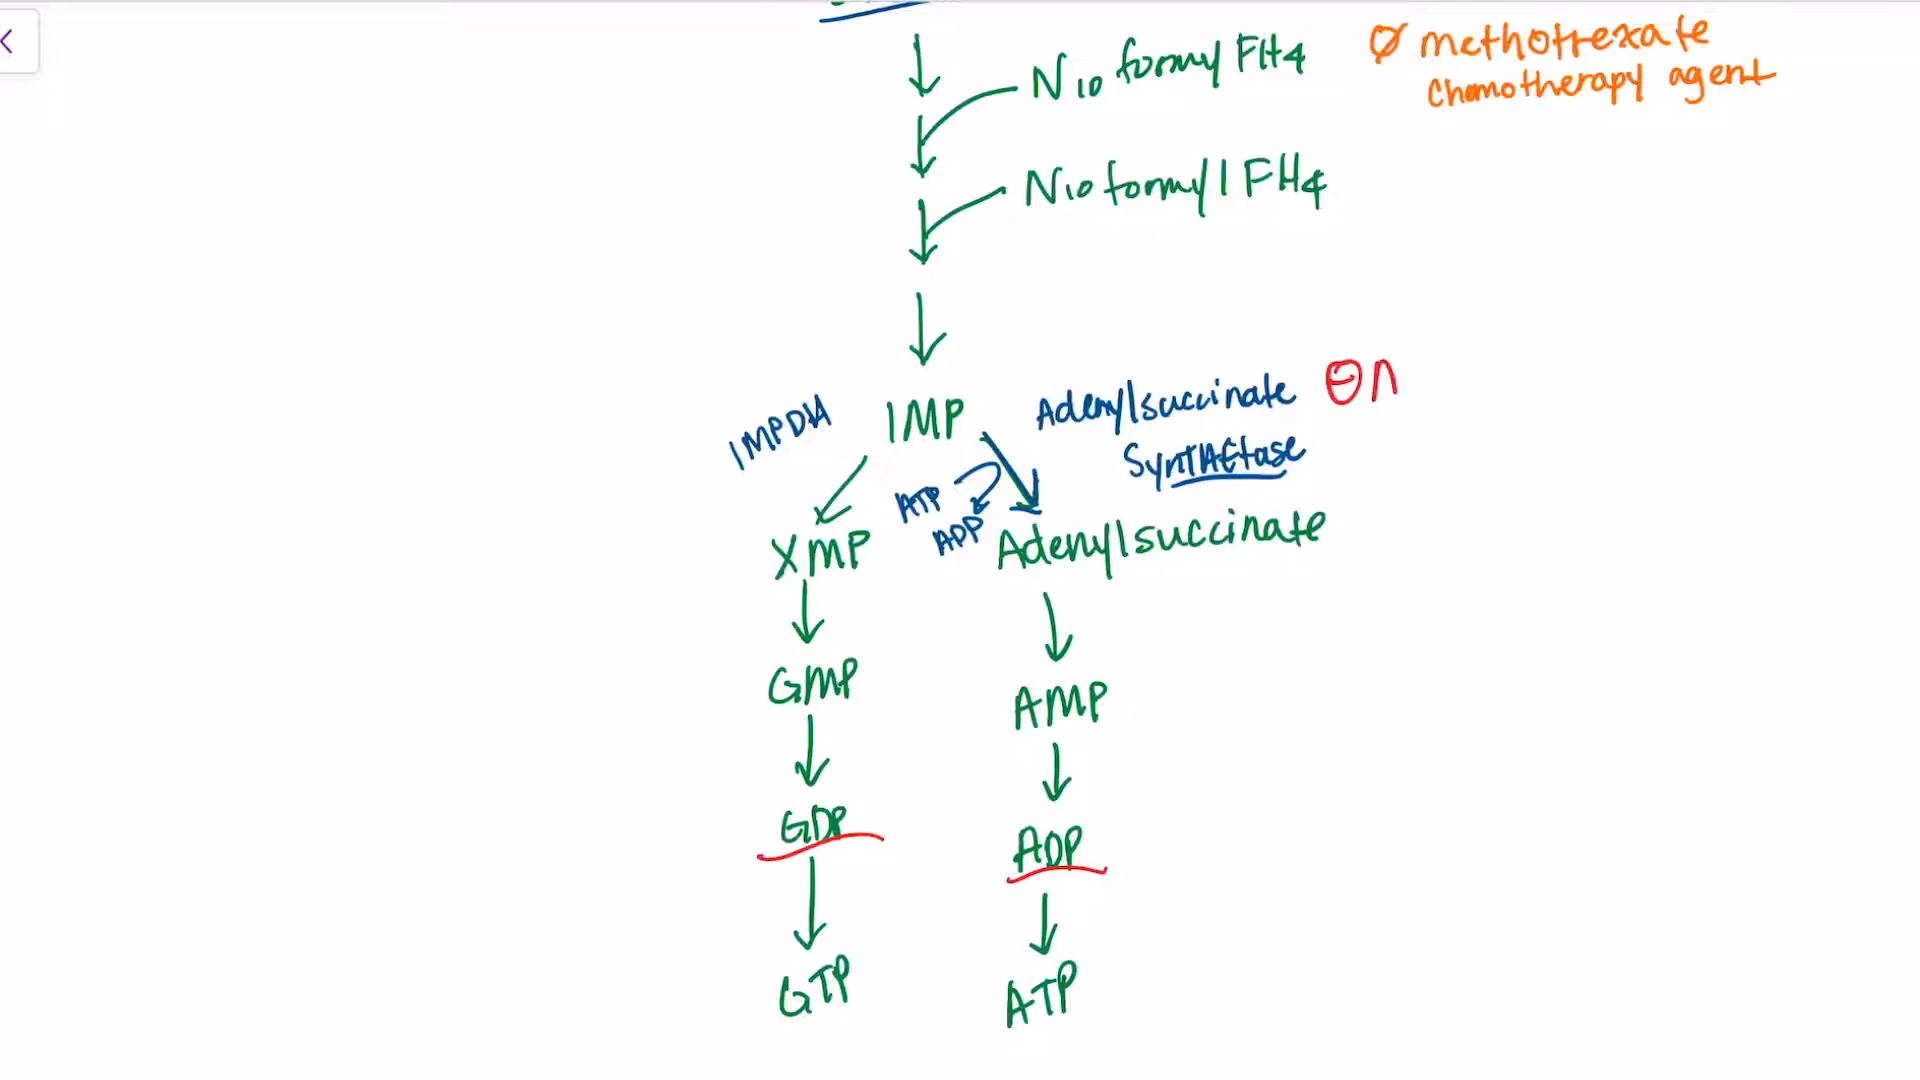 N10 formyl FH4
Ø methotrexate
chemotherapy agent
N10 formyl FH4
IMPDH
IMP
Adenylsuccinate
SynTHEtase
ATP
ADP
XMP
Adenylsuccinate
GMP
AMP
GDP
ADP
GTP
ATP